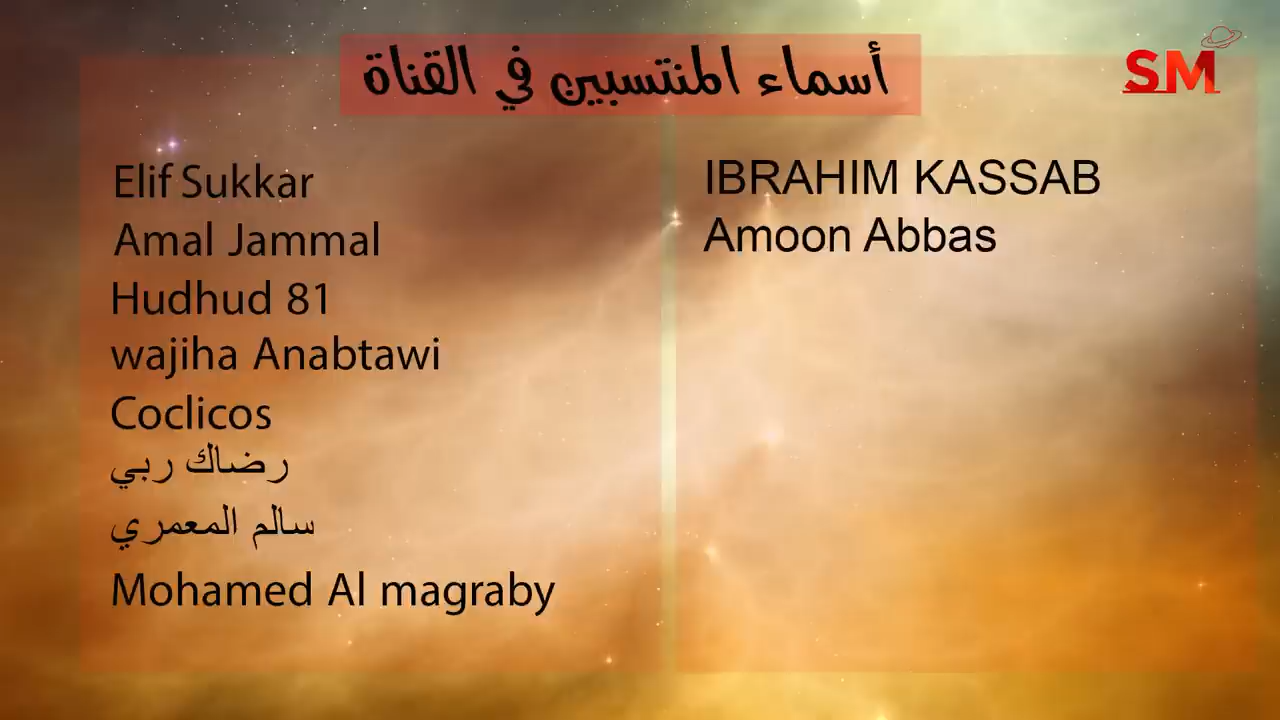 أسماء المنتسبين في القناة
SM
Elif Sukkar
Amal Jammal
Hudhud 81
wajiha Anabtawi
Coclicos
رضاك ربي
سالم المعمري
Mohamed Al magraby
IBRAHIM KASSAB
Amoon Abbas